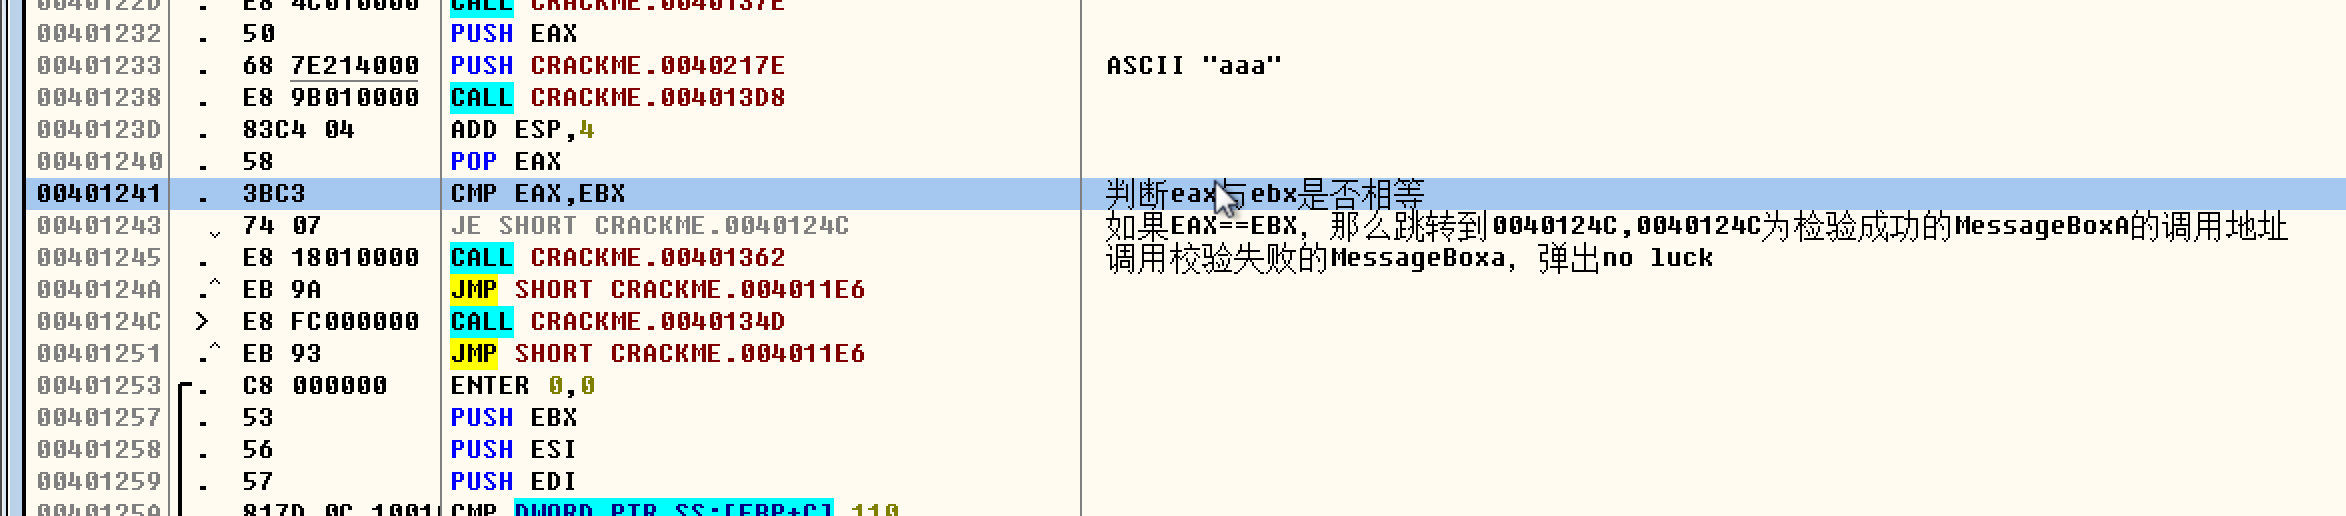 0040122D . E8 4C010000 CALL CRACKME.0040137E
00401232 . 50 PUSH EAX
00401233 . 68 7E214000 PUSH CRACKME.0040217E ASCII "aaa"
00401238 . E8 9B010000 CALL CRACKME.004013D8
0040123D . 83C4 04 ADD ESP,4
00401240 . 58 POP EAX
00401241 . 3BC3 CMP EAX,EBX 判断eax与ebx是否相等
00401243 . 74 07 JE SHORT CRACKME.0040124C 如果EAX==EBX, 那么跳转到0040124C,0040124C为检验成功的MessageBoxA的调用地址
00401245 . E8 18010000 CALL CRACKME.00401362 调用校验失败的MessageBoxa, 弹出no luck
0040124A .^ EB 9A JMP SHORT CRACKME.004011E6
0040124C > E8 FC000000 CALL CRACKME.0040134D
00401251 .^ EB 93 JMP SHORT CRACKME.004011E6
00401253 . C8 000000 ENTER 0,0
00401257 . 53 PUSH EBX
00401258 . 56 PUSH ESI
00401259 . 57 PUSH EDI
0040125A . 817D 0C 1001 CMP DWORD PTR SS:[EBP+C] 110